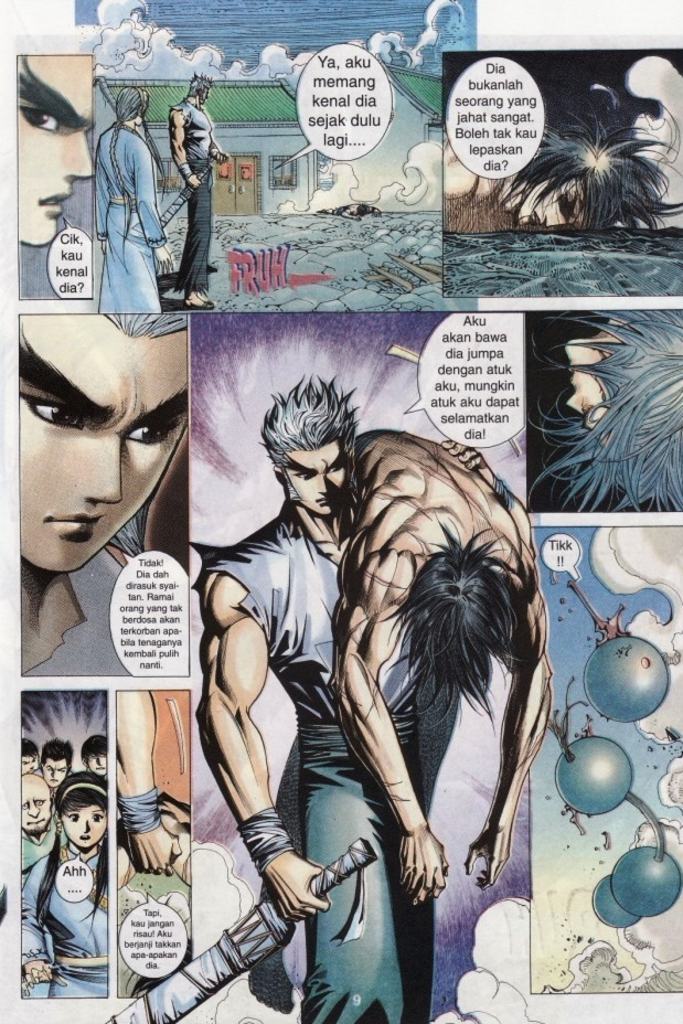 Cik,
kau
kenal
dia?
Ya, aku
memang
kenal dia
sejak dulu
lagi....
FRUH
Dia
bukanlah
seorang yang
jahat sangat.
Boleh tak kau
lepaskan
dia?
Tidak!
Dia dah
dirasuk syai-
tan. Ramai
orang yang tak
berdosa akan
terkorban apa-
bila tenaganya
kembali pulih
nanti.
Aku
akan bawa
dia jumpa
dengan atuk
aku, mungkin
atuk aku dapat
selamatkan
dia!
Tikk
!!
Ahh
....
Tapi,
kau jangan
risau! Aku
berjanji takkan
apa-apakan
dia.
9